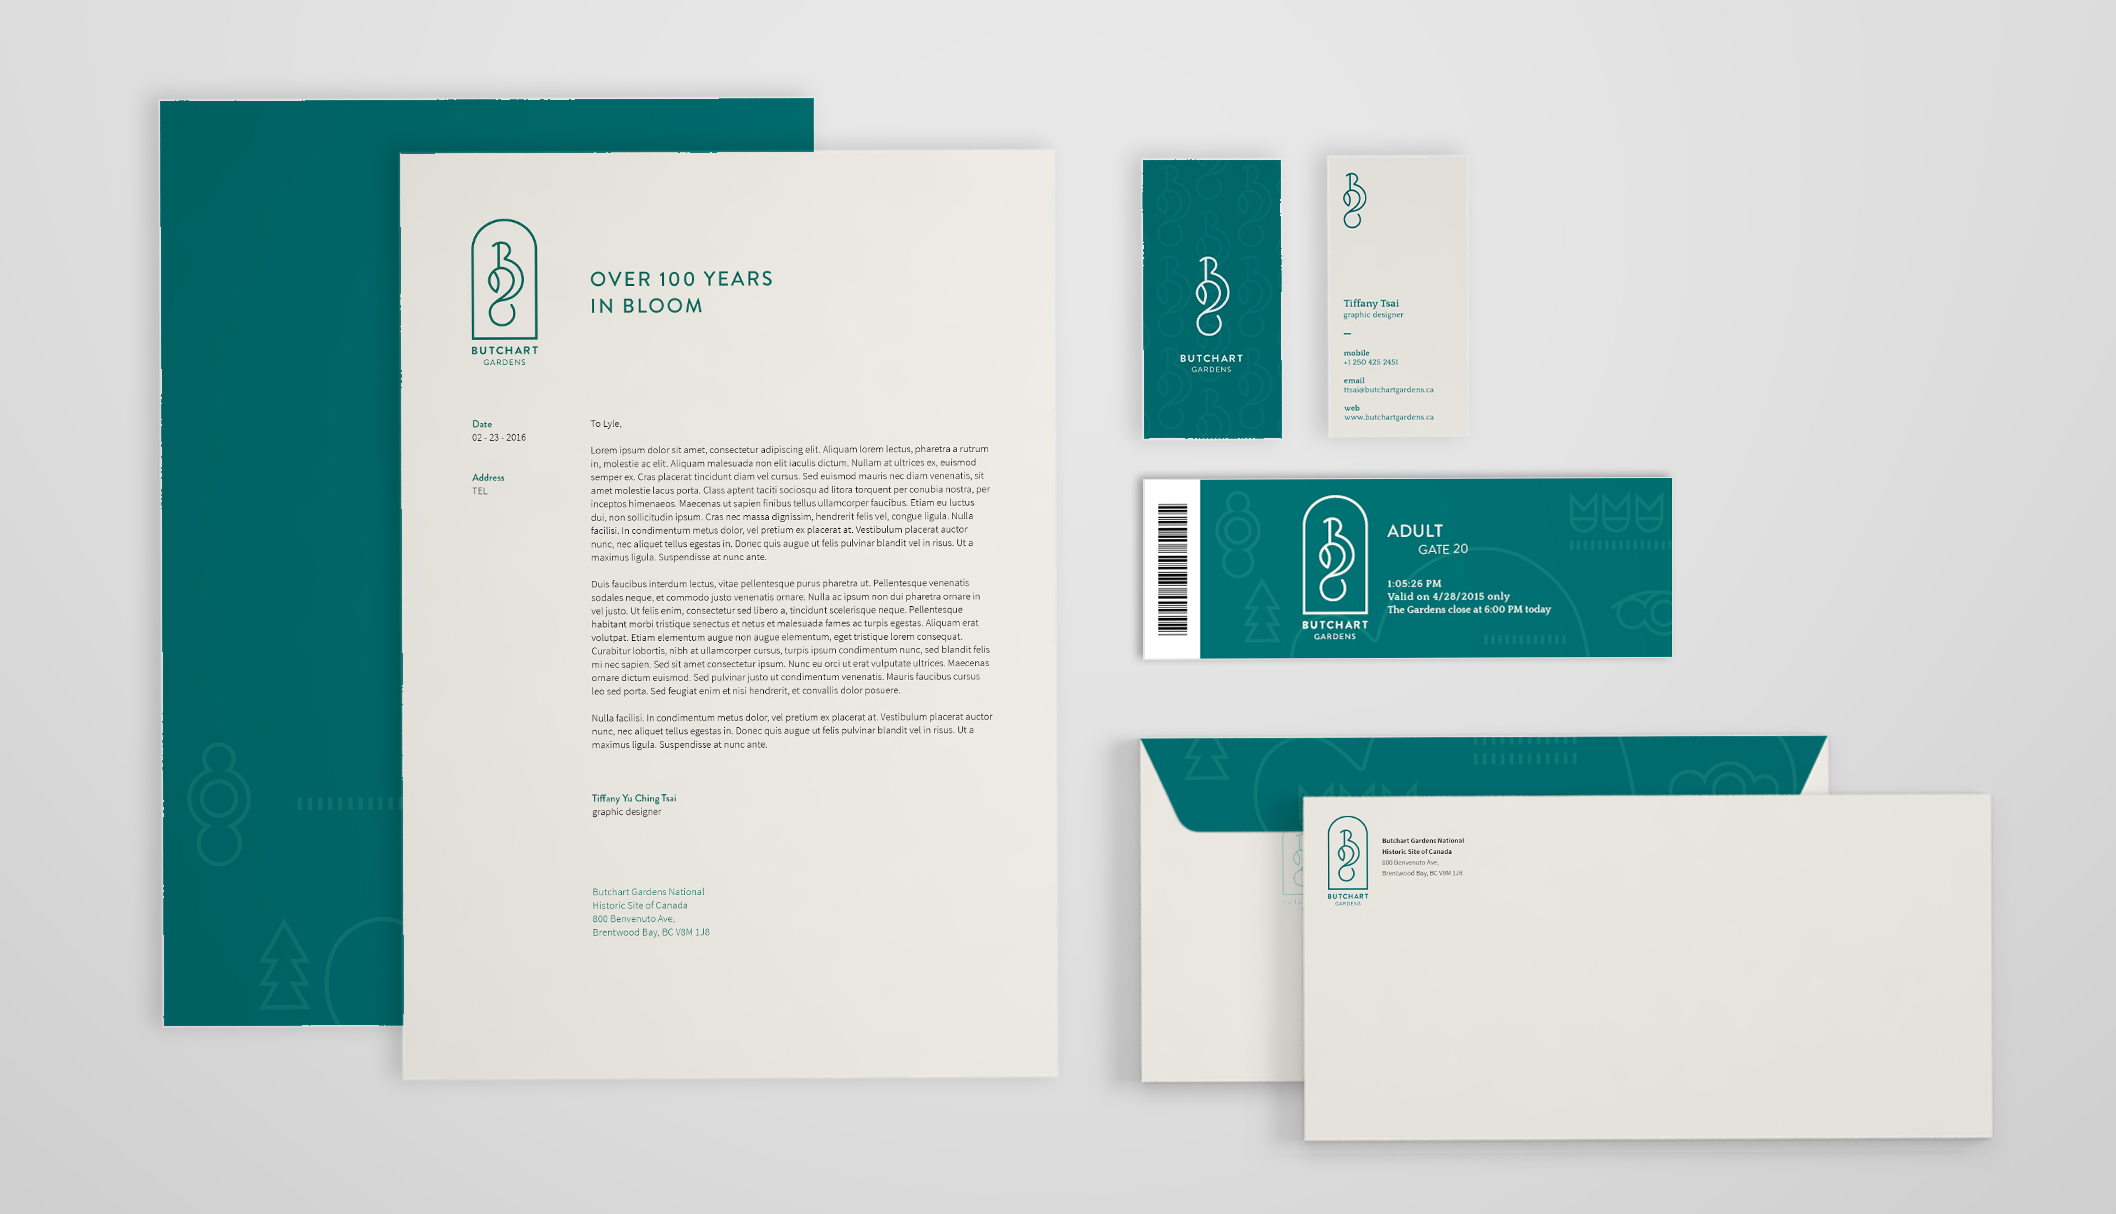 BUTCHART
GARDENS
OVER 100 YEARS
IN BLOOM
Date
02 - 23 - 2016
Address
TEL
To Lyle,
Lorem ipsum dolor sit amet, consectetur adipiscing elit. Aliquam lorem lectus, pharetra a rutrum
in, molestie ac elit. Aliquam malesuada non elit iaculis dictum. Nullam at ultrices ex, euismod
semper ex. Cras placerat tincidunt diam vel cursus. Sed euismod mauris nec diam venenatis, sit
amet molestie lacus porta. Class aptent taciti sociosqu ad litora torquent per conubia nostra, per
inceptos himenaeos. Maecenas ut sapien finibus tellus ullamcorper faucibus. Etiam eu luctus
dui, non sollicitudin ipsum. Cras nec massa dignissim, hendrerit felis vel, congue ligula. Nulla
facilisi. In condimentum metus dolor, vel pretium ex placerat at. Vestibulum placerat auctor
nunc, nec aliquet tellus egestas in. Donec quis augue ut felis pulvinar blandit vel in risus. Ut a
maximus ligula. Suspendisse at nunc ante.
Duis faucibus interdum lectus, vitae pellentesque purus pharetra ut. Pellentesque venenatis
sodales neque, et commodo justo venenatis ornare. Nulla ac ipsum non dui pharetra ornare in
vel justo. Ut felis enim, consectetur sed libero a, tincidunt scelerisque neque. Pellentesque
habitant morbi tristique senectus et netus et malesuada fames ac turpis egestas. Aliquam erat
volutpat. Etiam elementum augue non augue elementum, eget tristique lorem consequat.
Curabitur lobortis, nibh at ullamcorper cursus, turpis ipsum condimentum nunc, sed blandit felis
mi nec sapien. Sed sit amet consectetur ipsum. Nunc eu orci ut erat vulputate ultrices. Maecenas
ornare dictum euismod. Sed pulvinar justo ut condimentum venenatis. Mauris faucibus cursus
leo sed porta. Sed feugiat enim et nisi hendrerit, et convallis dolor posuere.
Nulla facilisi. In condimentum metus dolor, vel pretium ex placerat at. Vestibulum placerat auctor
nunc, nec aliquet tellus egestas in. Donec quis augue ut felis pulvinar blandit vel in risus. Ut a
maximus ligula. Suspendisse at nunc ante.
Tiffany Yu Ching Tsai
graphic designer
Butchart Gardens National
Historic Site of Canada
800 Benvenuto Ave,
Brentwood Bay, BC V8M 1J8
BUTCHART
GARDENS
Tiffany Tsai
graphic designer
mobile
+1 250 425 2451
email
ttsai@butchartgardens.ca
web
www.butchartgardens.ca
BUTCHART
GARDENS
ADULT
GATE 20
1:05:26 PM
Valid on 4/28/2015 only
The Gardens close at 6:00 PM today
BUTCHART
GARDENS
Butchart Gardens National
Historic Site of Canada
800 Benvenuto Ave,
Brentwood Bay, BC V8M 1J8